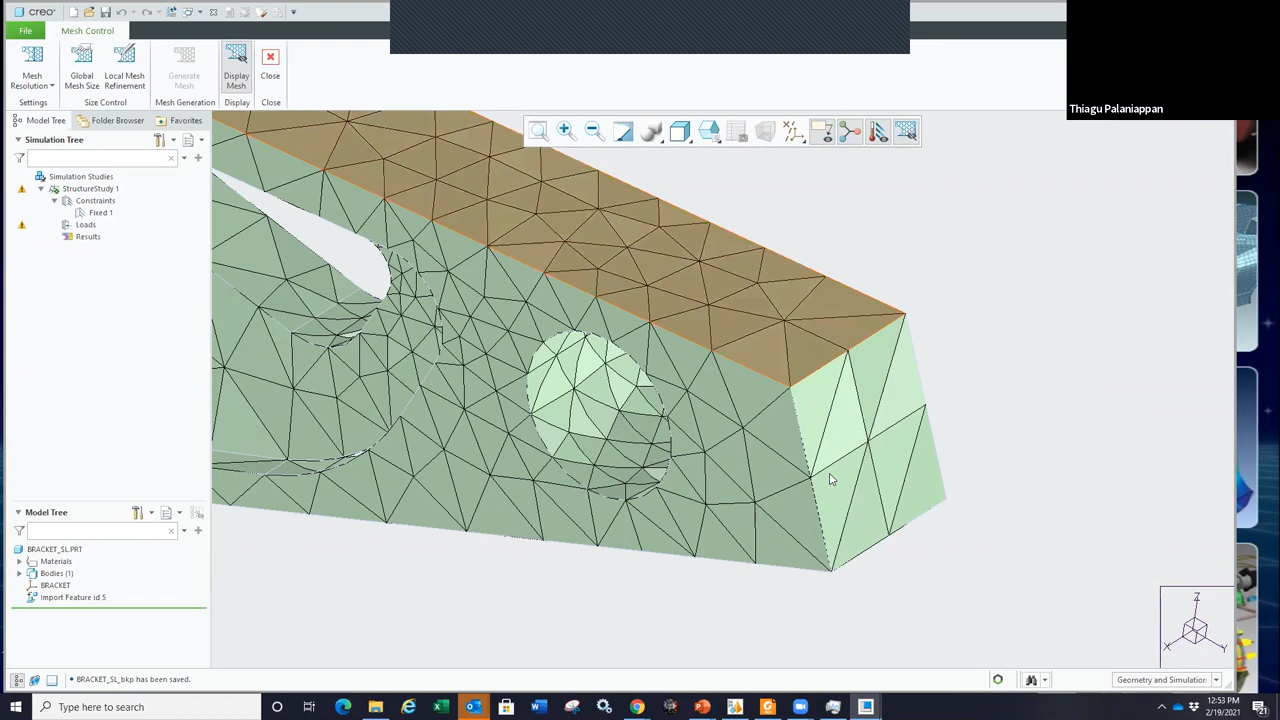 creo
File
Mesh Control
Mesh
Resolution
Global
Mesh Size
Local Mesh
Refinement
Generate
Mesh
Display
Mesh
Close
Settings
Size Control
Mesh Generation
Display
Close
Thiagu Palaniappan
Model Tree
Folder Browser
Favorites
Simulation Tree
Simulation Studies
StructureStudy 1
Constraints
Fixed 1
Loads
Results
Model Tree
BRACKET_SL.PRT
Materials
Bodies (1)
BRACKET
Import Feature id 5
Z
X
Y
• BRACKET_SL_bkp has been saved.
Geometry and Simulation
Type here to search
12:53 PM
2/19/2021
21